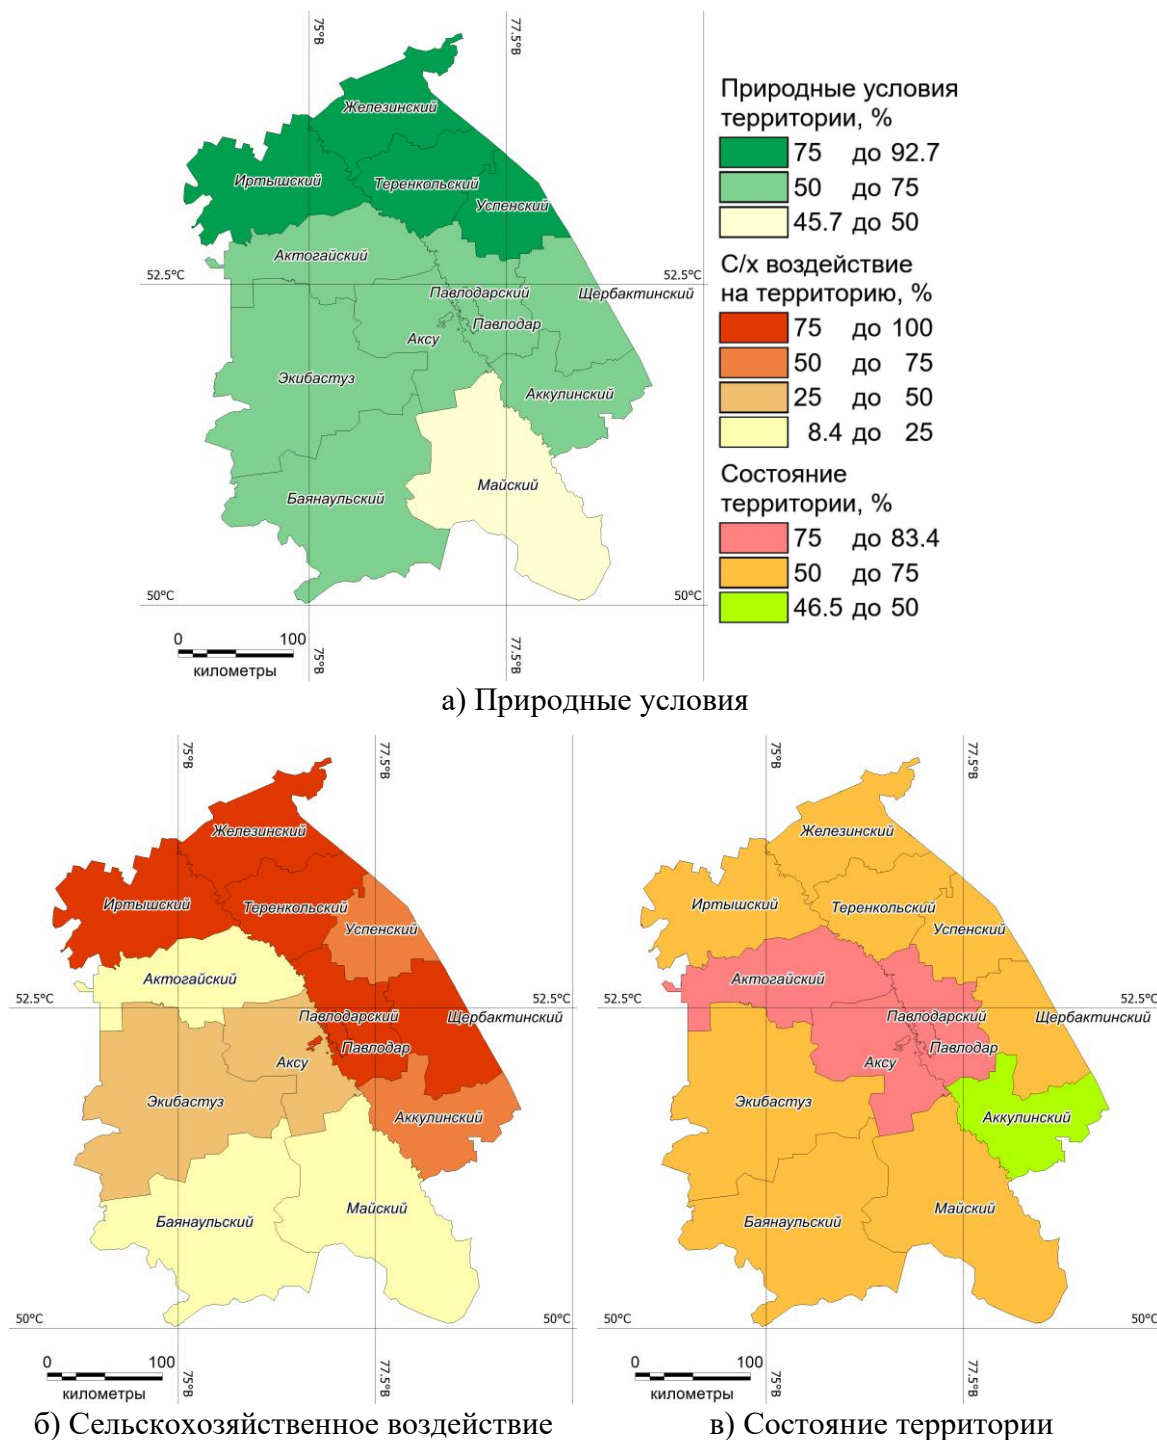 75°В
77.5°В
Железинский
Иртышский
Теренкольский
Успенский
Актогайский
52.5°С
52.5°С
Павлодарский
Щербактинский
Павлодар
Аксу
Экибастуз
Аккулинский
Майский
Баянаульский
50°С
50°С
0 100
километры
75°В
77.5°В
Природные условия
территории, %
75 до 92.7
50 до 75
45.7 до 50
С/х воздействие
на территорию, %
75 до 100
50 до 75
25 до 50
8.4 до 25
Состояние
территории, %
75 до 83.4
50 до 75
46.5 до 50
а) Природные условия
75°В
77.5°В
Железинский
Иртышский
Теренкольский
Успенский
Актогайский
52.5°С
52.5°С
Павлодарский
Щербактинский
Павлодар
Аксу
Экибастуз
Аккулинский
Майский
Баянаульский
50°С
50°С
0 100
километры
75°В
77.5°В
б) Сельскохозяйственное воздействие
75°В
77.5°В
Железинский
Иртышский
Теренкольский
Успенский
Актогайский
52.5°С
52.5°С
Павлодарский
Щербактинский
Павлодар
Аксу
Экибастуз
Аккулинский
Майский
Баянаульский
50°С
50°С
0 100
километры
75°В
77.5°В
в) Состояние территории